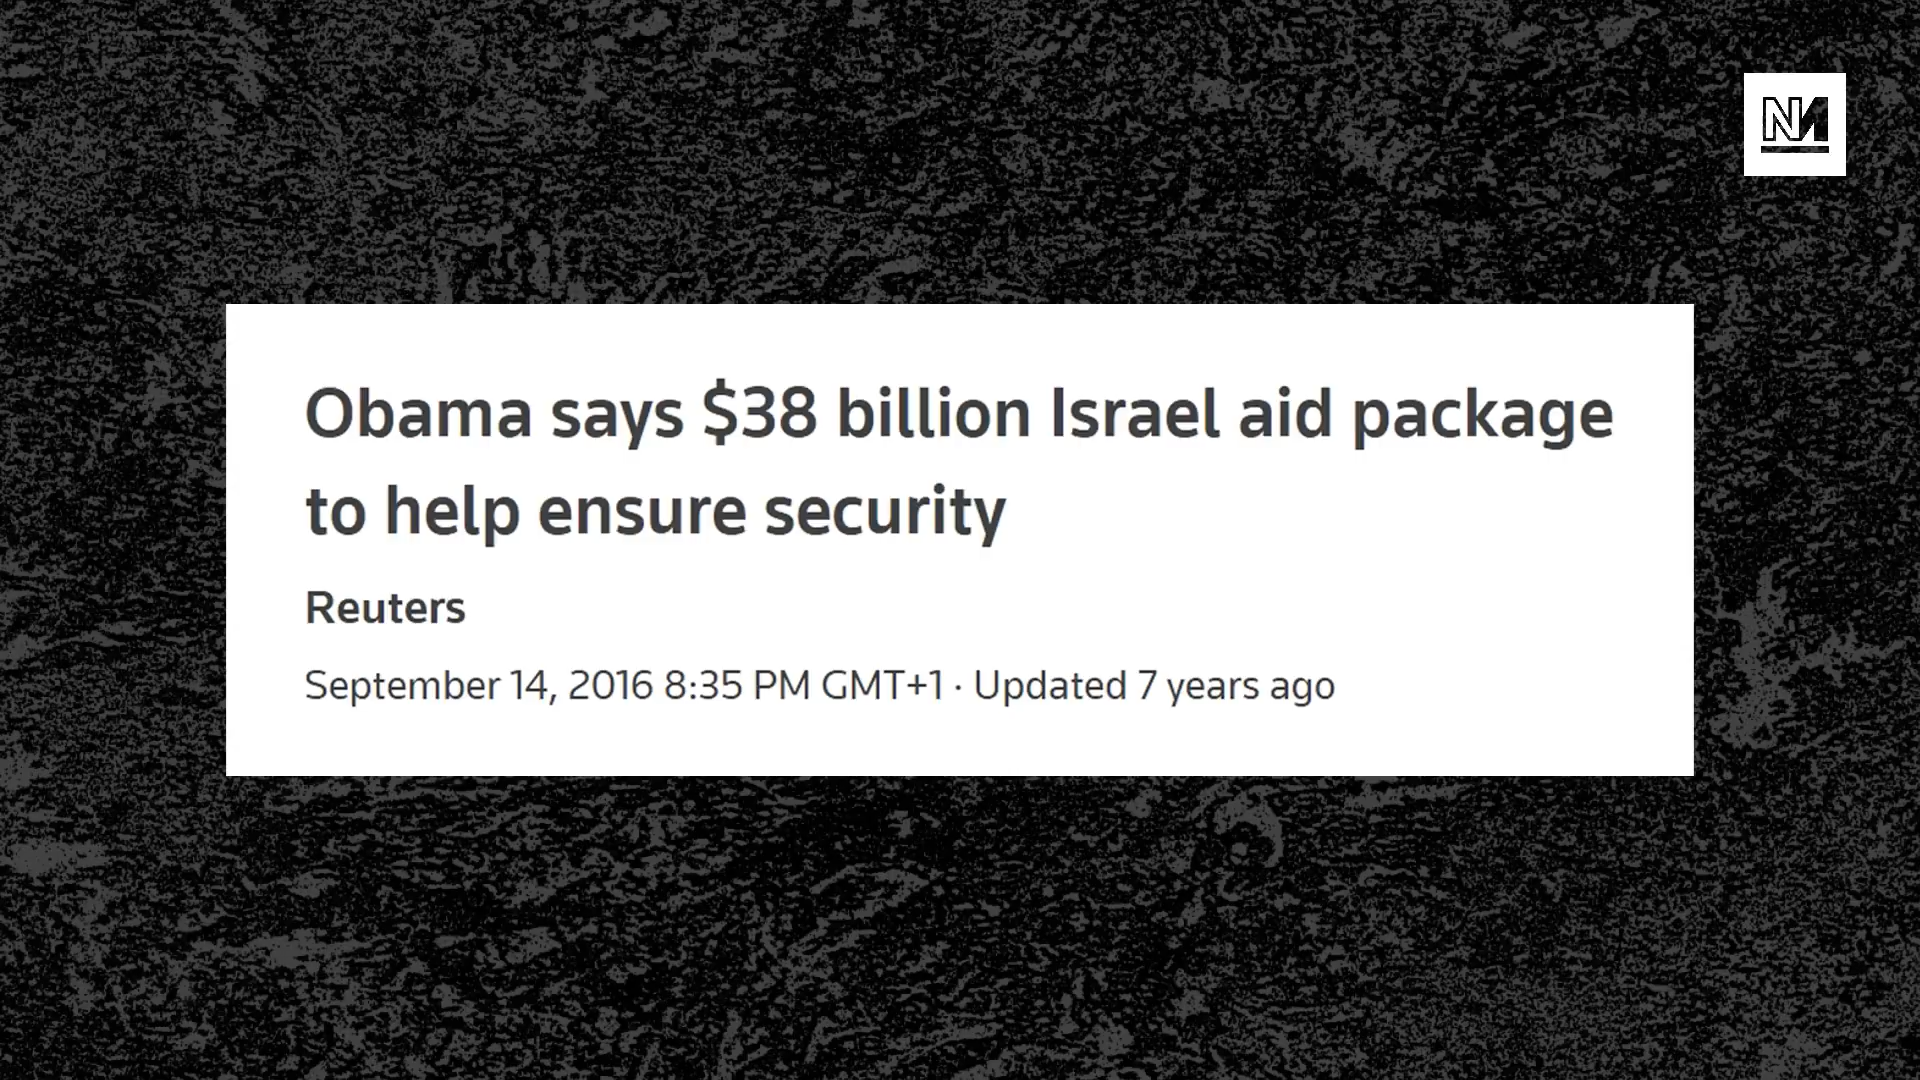 NM
Obama says $38 billion Israel aid package
to help ensure security
Reuters
September 14, 2016 8:35 PM GMT+1 · Updated 7 years ago